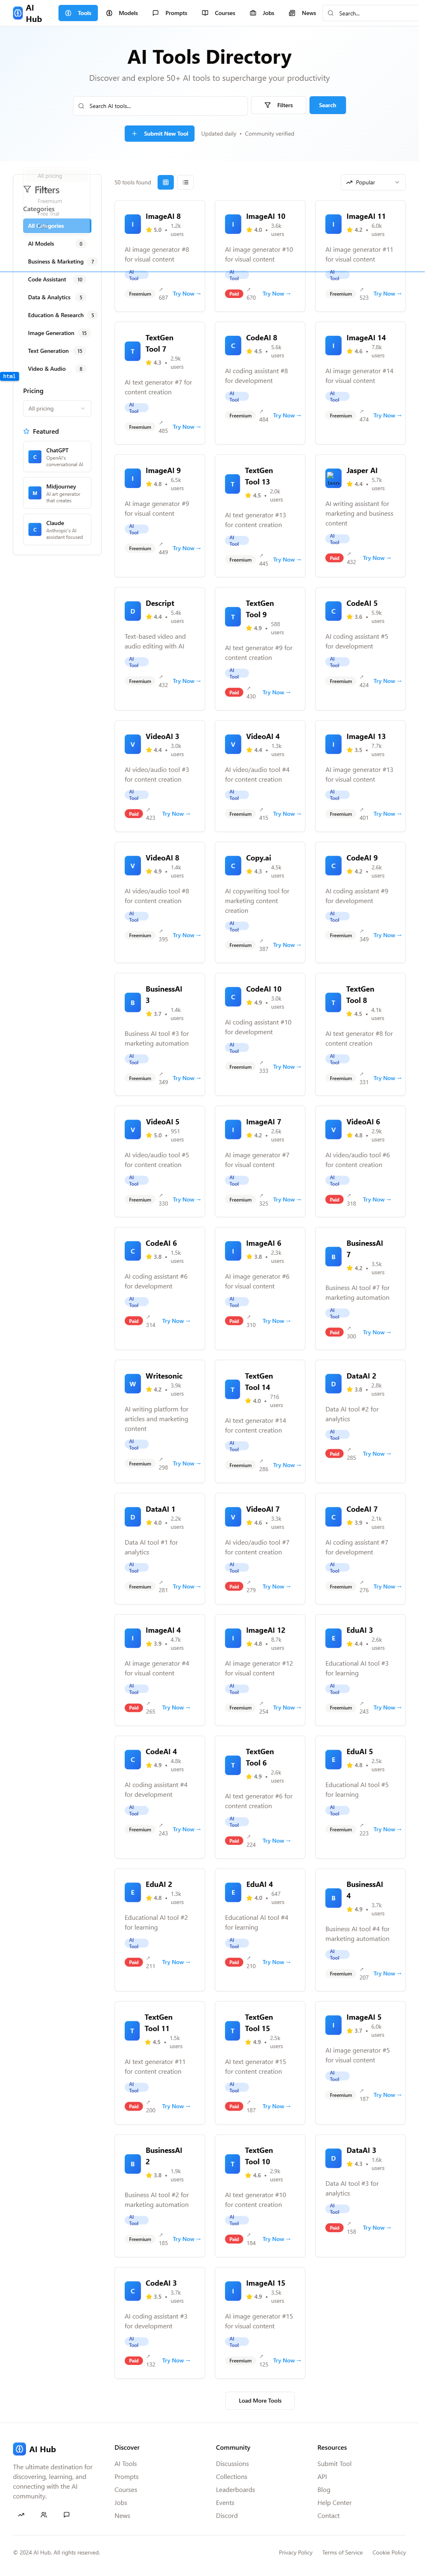 AI Hub
Tools
Models
Prompts
Courses
Jobs
News
Search...
AI Tools Directory
Discover and explore 50+ AI tools to supercharge your productivity
Search AI tools...
Filters
Search
Submit New Tool
Updated daily • Community verified
All pricing
Freemium
Free Trial
Filters
Categories
All Categories
AI Models 0
Business & Marketing 7
Code Assistant 10
Data & Analytics 5
Education & Research 5
Image Generation 15
Text Generation 15
Video & Audio 8
html
Pricing
All pricing
Featured
C ChatGPT
OpenAI's
conversational AI
M Midjourney
AI art generator
that creates
C Claude
Anthropic's AI
assistant focused
50 tools found
Popular
I ImageAI 8
5.0 • 1.2k users
AI image generator #8 for visual content
AI Tool
Freemium 687 Try Now →
I ImageAI 10
4.0 • 3.6k users
AI image generator #10 for visual content
AI Tool
Paid 670 Try Now →
I ImageAI 11
4.2 • 6.0k users
AI image generator #11 for visual content
AI Tool
Freemium 523 Try Now →
T TextGen Tool 7
4.3 • 2.9k users
AI text generator #7 for content creation
AI Tool
Freemium 485 Try Now →
C CodeAI 8
4.5 • 5.6k users
AI coding assistant #8 for development
AI Tool
Freemium 484 Try Now →
I ImageAI 14
4.6 • 7.8k users
AI image generator #14 for visual content
AI Tool
Freemium 474 Try Now →
I ImageAI 9
4.8 • 6.5k users
AI image generator #9 for visual content
AI Tool
Freemium 449 Try Now →
T TextGen Tool 13
4.5 • 2.0k users
AI text generator #13 for content creation
AI Tool
Freemium 445 Try Now →
Jasper AI
4.4 • 5.7k users
AI writing assistant for marketing and business content
AI Tool
Paid 432 Try Now →
D Descript
4.4 • 5.4k users
Text-based video and audio editing with AI
AI Tool
Freemium 432 Try Now →
T TextGen Tool 9
4.9 • 588 users
AI text generator #9 for content creation
AI Tool
Paid 430 Try Now →
C CodeAI 5
3.6 • 5.9k users
AI coding assistant #5 for development
AI Tool
Freemium 424 Try Now →
V VideoAI 3
4.4 • 3.0k users
AI video/audio tool #3 for content creation
AI Tool
Paid 423 Try Now →
V VideoAI 4
4.4 • 1.3k users
AI video/audio tool #4 for content creation
AI Tool
Freemium 415 Try Now →
I ImageAI 13
3.5 • 7.7k users
AI image generator #13 for visual content
AI Tool
Freemium 401 Try Now →
V VideoAI 8
4.9 • 1.4k users
AI video/audio tool #8 for content creation
AI Tool
Freemium 395 Try Now →
C Copy.ai
4.3 • 4.5k users
AI copywriting tool for marketing content creation
AI Tool
Freemium 387 Try Now →
C CodeAI 9
4.2 • 2.6k users
AI coding assistant #9 for development
AI Tool
Freemium 349 Try Now →
B BusinessAI 3
3.7 • 1.4k users
Business AI tool #3 for marketing automation
AI Tool
Freemium 349 Try Now →
C CodeAI 10
4.9 • 3.0k users
AI coding assistant #10 for development
AI Tool
Freemium 333 Try Now →
T TextGen Tool 8
4.5 • 4.1k users
AI text generator #8 for content creation
AI Tool
Freemium 331 Try Now →
V VideoAI 5
5.0 • 951 users
AI video/audio tool #5 for content creation
AI Tool
Freemium 330 Try Now →
I ImageAI 7
4.2 • 2.6k users
AI image generator #7 for visual content
AI Tool
Freemium 325 Try Now →
V VideoAI 6
4.8 • 2.9k users
AI video/audio tool #6 for content creation
AI Tool
Paid 318 Try Now →
C CodeAI 6
3.8 • 1.5k users
AI coding assistant #6 for development
AI Tool
Paid 314 Try Now →
I ImageAI 6
3.8 • 2.3k users
AI image generator #6 for visual content
AI Tool
Paid 310 Try Now →
B BusinessAI 7
4.2 • 3.5k users
Business AI tool #7 for marketing automation
AI Tool
Paid 300 Try Now →
W Writesonic
4.2 • 3.9k users
AI writing platform for articles and marketing content
AI Tool
Freemium 298 Try Now →
T TextGen Tool 14
4.0 • 716 users
AI text generator #14 for content creation
AI Tool
Freemium 286 Try Now →
D DataAI 2
3.8 • 2.8k users
Data AI tool #2 for analytics
AI Tool
Paid 285 Try Now →
D DataAI 1
4.0 • 2.2k users
Data AI tool #1 for analytics
AI Tool
Freemium 281 Try Now →
V VideoAI 7
4.6 • 3.3k users
AI video/audio tool #7 for content creation
AI Tool
Paid 279 Try Now →
C CodeAI 7
3.9 • 2.1k users
AI coding assistant #7 for development
AI Tool
Freemium 276 Try Now →
I ImageAI 4
3.9 • 4.7k users
AI image generator #4 for visual content
AI Tool
Paid 265 Try Now →
I ImageAI 12
4.8 • 8.7k users
AI image generator #12 for visual content
AI Tool
Freemium 254 Try Now →
E EduAI 3
4.4 • 2.6k users
Educational AI tool #3 for learning
AI Tool
Freemium 243 Try Now →
C CodeAI 4
4.9 • 4.8k users
AI coding assistant #4 for development
AI Tool
Freemium 243 Try Now →
T TextGen Tool 6
4.9 • 2.6k users
AI text generator #6 for content creation
AI Tool
Paid 224 Try Now →
E EduAI 5
4.8 • 2.5k users
Educational AI tool #5 for learning
AI Tool
Freemium 223 Try Now →
E EduAI 2
4.8 • 1.3k users
Educational AI tool #2 for learning
AI Tool
Paid 211 Try Now →
E EduAI 4
4.0 • 647 users
Educational AI tool #4 for learning
AI Tool
Paid 210 Try Now →
B BusinessAI 4
4.9 • 3.7k users
Business AI tool #4 for marketing automation
AI Tool
Freemium 207 Try Now →
T TextGen Tool 11
4.5 • 1.5k users
AI text generator #11 for content creation
AI Tool
Paid 200 Try Now →
T TextGen Tool 15
4.9 • 2.5k users
AI text generator #15 for content creation
AI Tool
Paid 187 Try Now →
I ImageAI 5
3.7 • 6.0k users
AI image generator #5 for visual content
AI Tool
Freemium 187 Try Now →
B BusinessAI 2
3.8 • 1.9k users
Business AI tool #2 for marketing automation
AI Tool
Freemium 185 Try Now →
T TextGen Tool 10
4.6 • 2.9k users
AI text generator #10 for content creation
AI Tool
Paid 184 Try Now →
D DataAI 3
4.3 • 1.6k users
Data AI tool #3 for analytics
AI Tool
Paid 158 Try Now →
C CodeAI 3
3.5 • 3.7k users
AI coding assistant #3 for development
AI Tool
Paid 132 Try Now →
I ImageAI 15
4.9 • 3.5k users
AI image generator #15 for visual content
AI Tool
Freemium 125 Try Now →
Load More Tools
AI Hub
The ultimate destination for
discovering, learning, and
connecting with the AI
community.
Discover
AI Tools
Prompts
Courses
Jobs
News
Community
Discussions
Collections
Leaderboards
Events
Discord
Resources
Submit Tool
API
Blog
Help Center
Contact
© 2024 AI Hub. All rights reserved.
Privacy Policy
Terms of Service
Cookie Policy